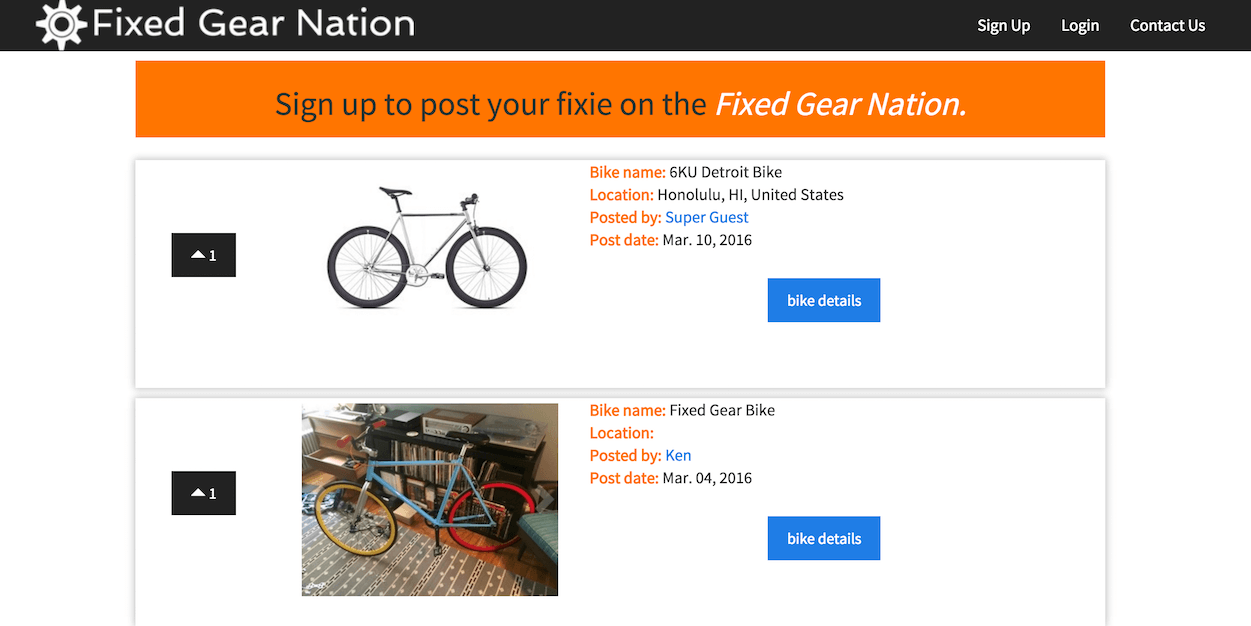 Fixed Gear Nation
Sign Up
Login
Contact Us
Sign up to post your fixie on the Fixed Gear Nation.
1
Bike name: 6KU Detroit Bike
Location: Honolulu, HI, United States
Posted by: Super Guest
Post date: Mar. 10, 2016
bike details
1
Bike name: Fixed Gear Bike
Location:
Posted by: Ken
Post date: Mar. 04, 2016
bike details